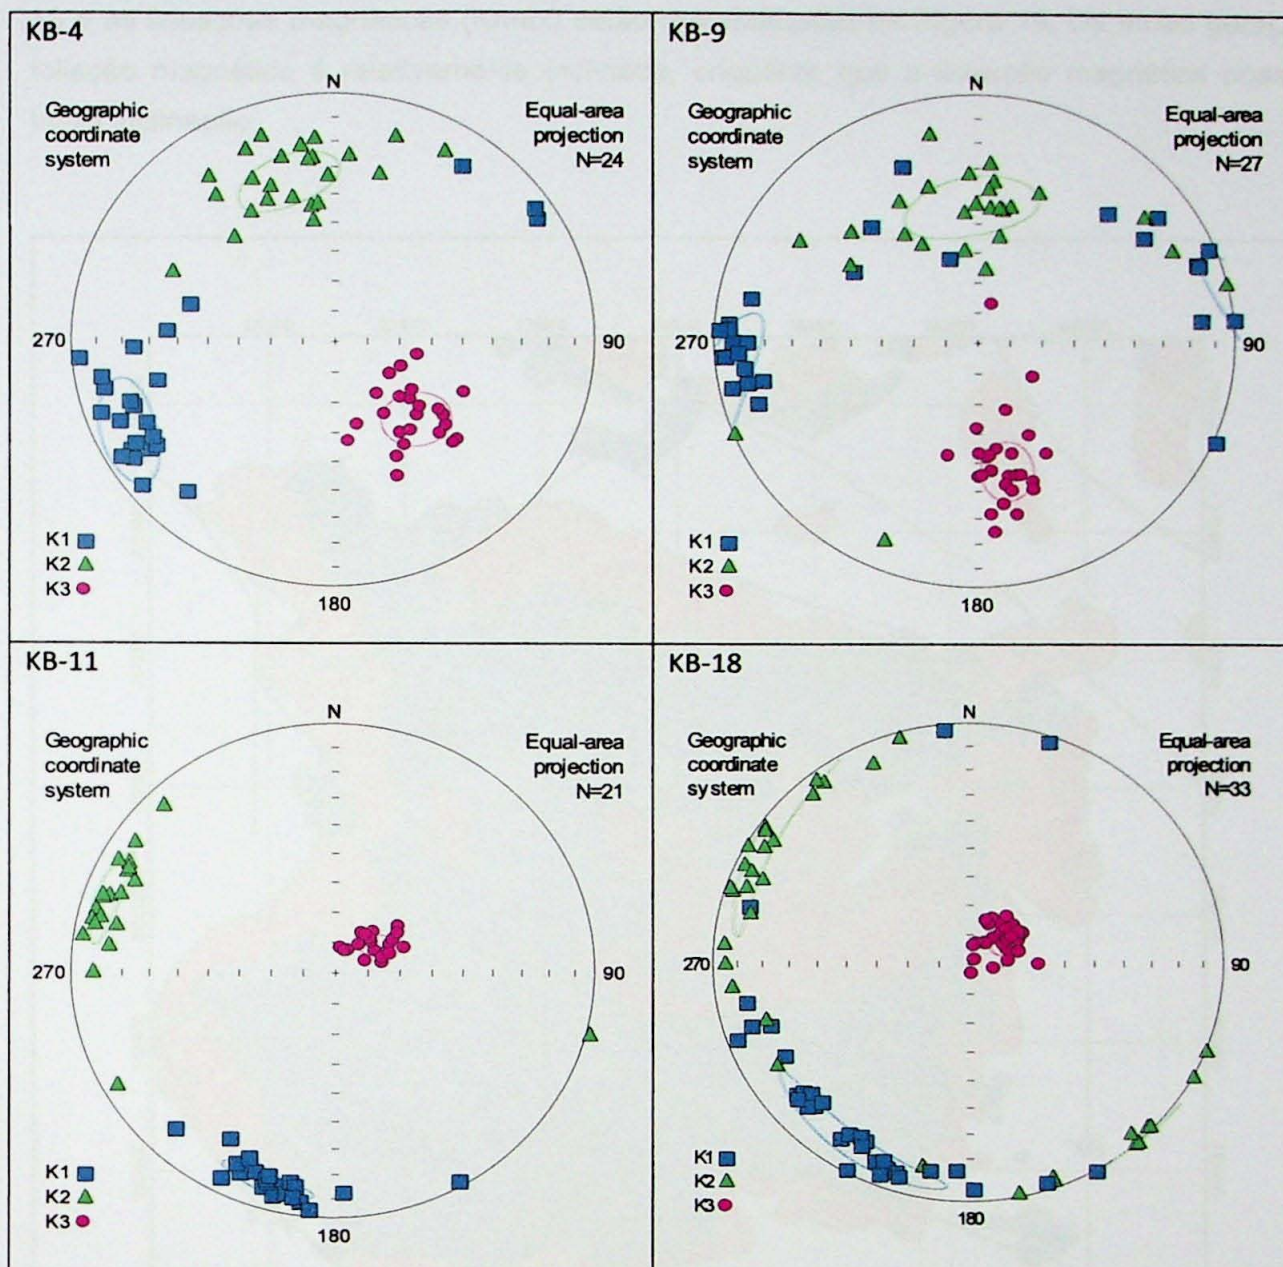 KB-4
N
Geographic
coordinate
system
Equal-area
projection
N=24
270
90
K1
K2
K3
180
KB-9
N
Geographic
coordinate
system
Equal-area
projection
N=27
270
90
K1
K2
K3
180
KB-11
N
Geographic
coordinate
system
Equal-area
projection
N=21
270
90
K1
K2
K3
180
KB-18
N
Geographic
coordinate
system
Equal-area
projection
N=33
270
90
K1
K2
K3
180